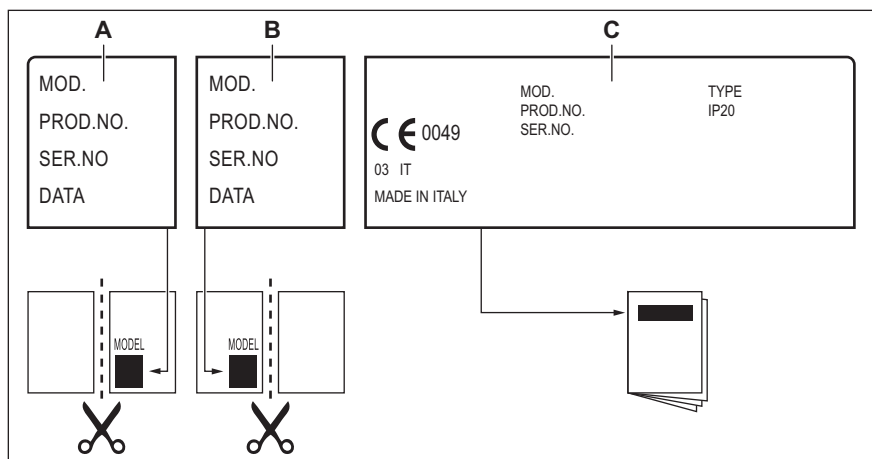 A
B
C
MOD.
PROD.NO.
SER.NO
DATA
MOD.
PROD.NO.
SER.NO
DATA
MOD.
PROD.NO.
SER.NO.
TYPE
IP20
CE 0049
03 IT
MADE IN ITALY
MODEL
MODEL